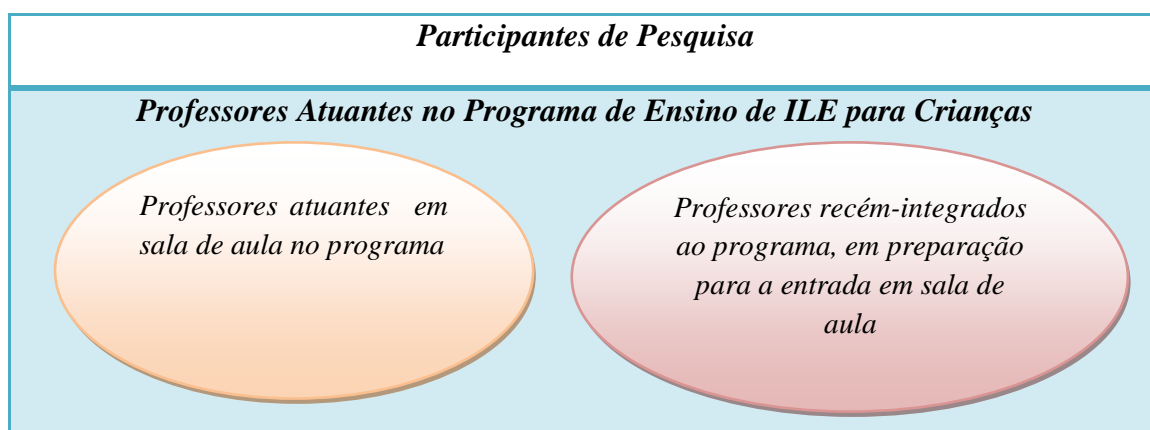 Participantes de Pesquisa
Professores Atuantes no Programa de Ensino de ILE para Crianças
Professores atuantes em
sala de aula no programa
Professores recém-integrados
ao programa, em preparação
para a entrada em sala de
aula